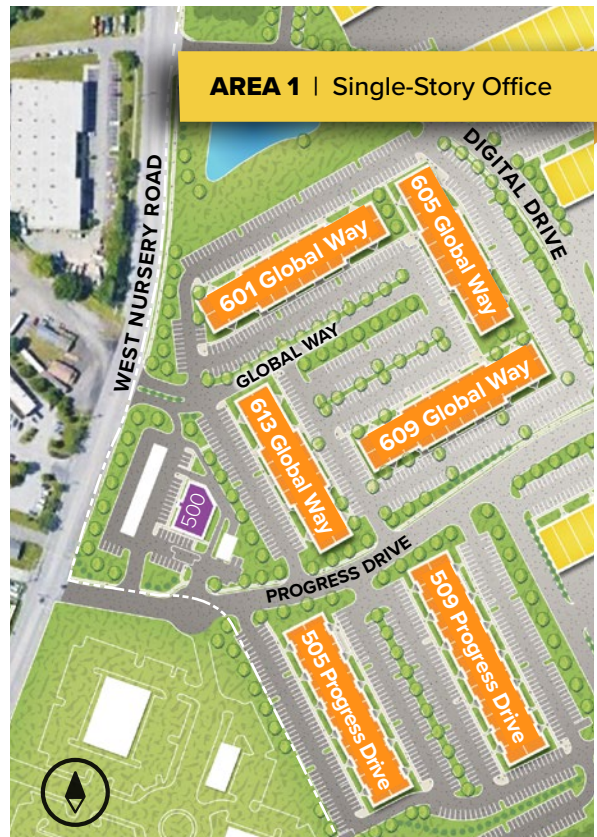 AREA 1 | Single-Story Office
WEST NURSERY ROAD
DIGITAL DRIVE
601 Global Way
605 Global Way
GLOBAL WAY
613 Global Way
609 Global Way
500
PROGRESS DRIVE
505 Progress Drive
509 Progress Drive